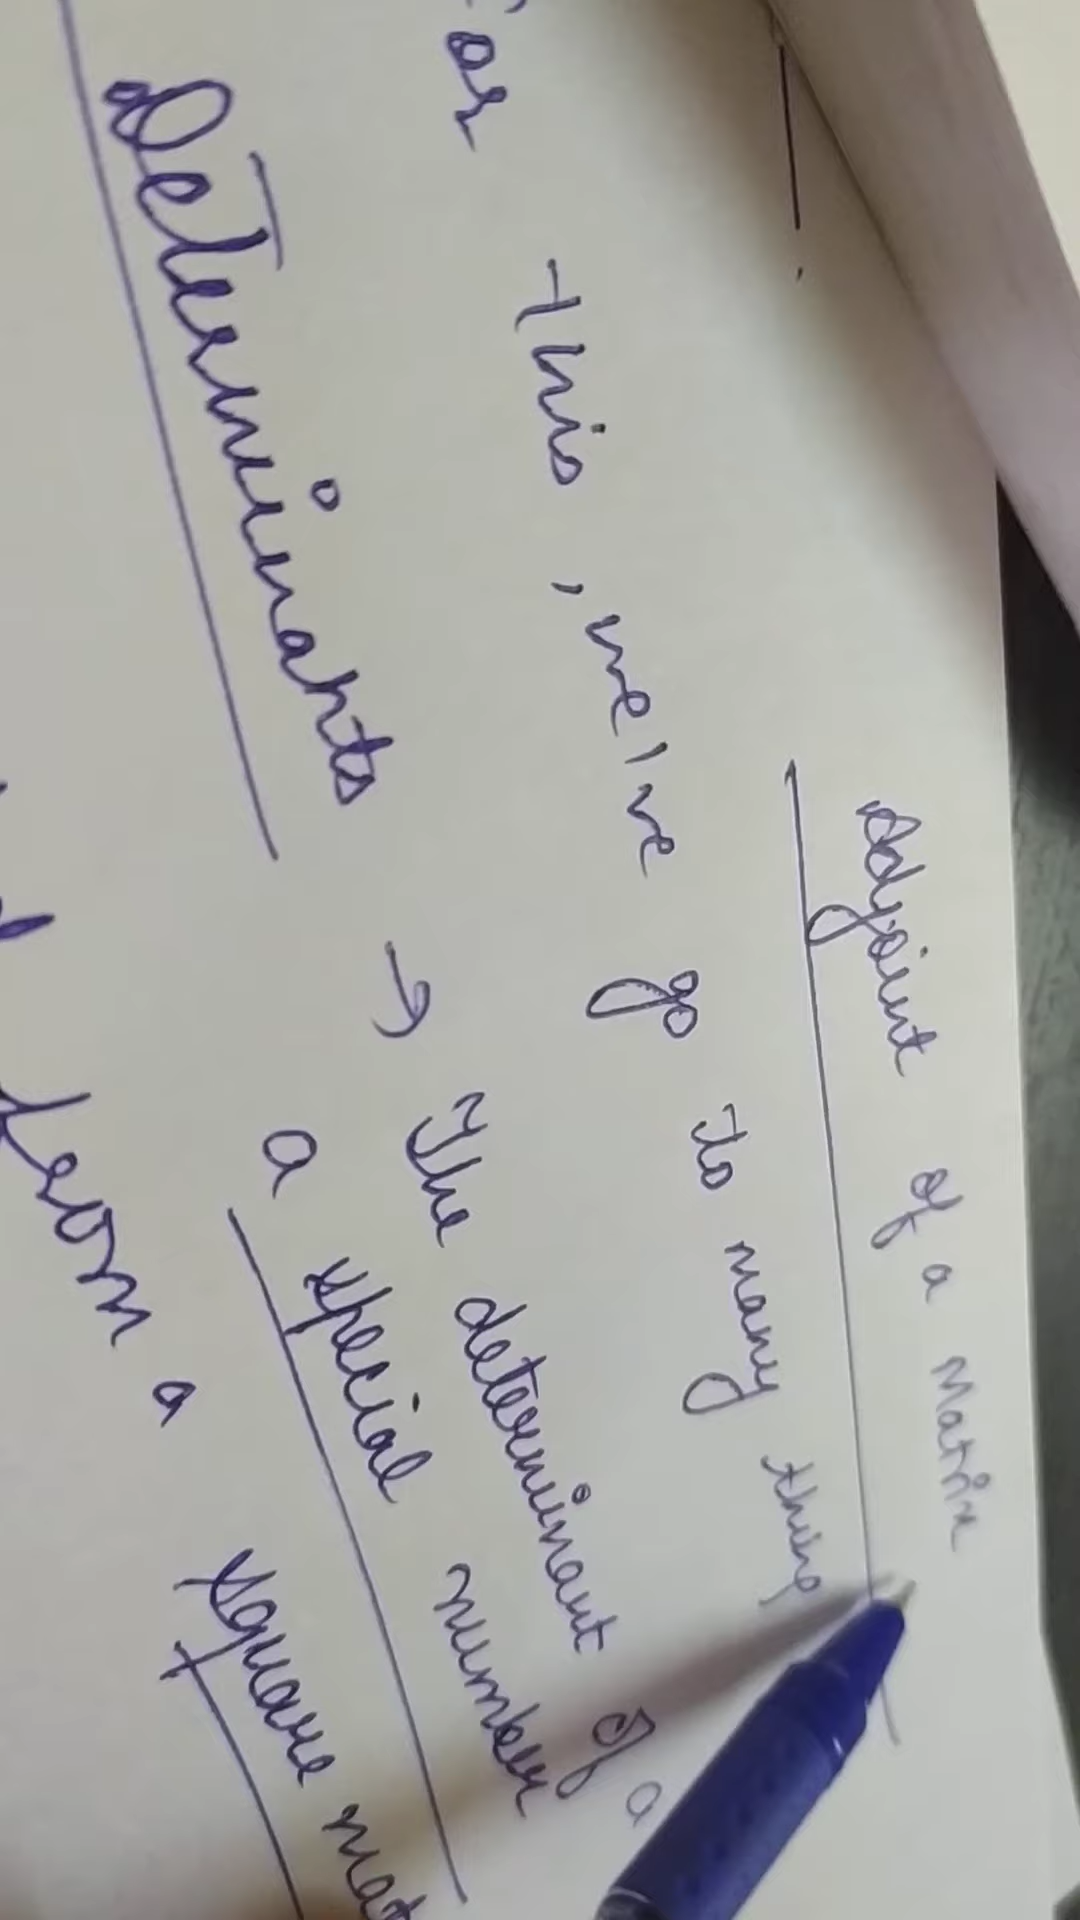 Adjoint of a Matrix
For this, we've go to many thing
Determinants → The determinant of a
a special number
from a square mat